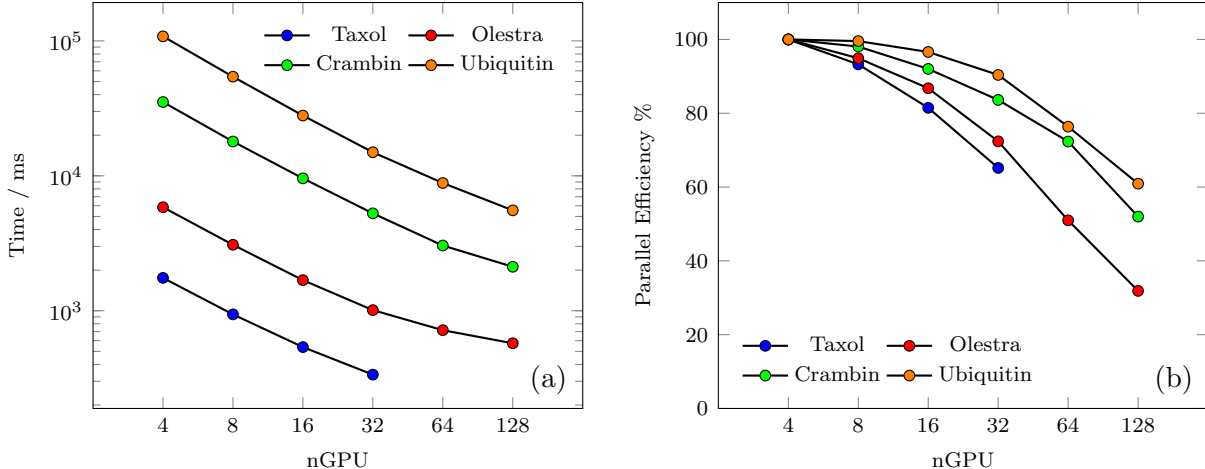 10^5
10^4
10^3
Time / ms
Taxol Olestra
Crambin Ubiquitin
(a)
4 8 16 32 64 128
nGPU
100
80
60
40
20
0
Parallel Efficiency %
Taxol Olestra
Crambin Ubiquitin
(b)
4 8 16 32 64 128
nGPU